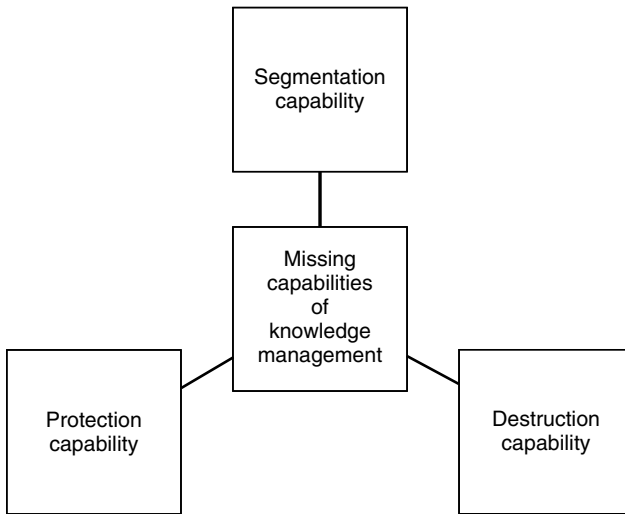 Segmentation
capability
Missing
capabilities
of
knowledge
management
Protection
capability
Destruction
capability